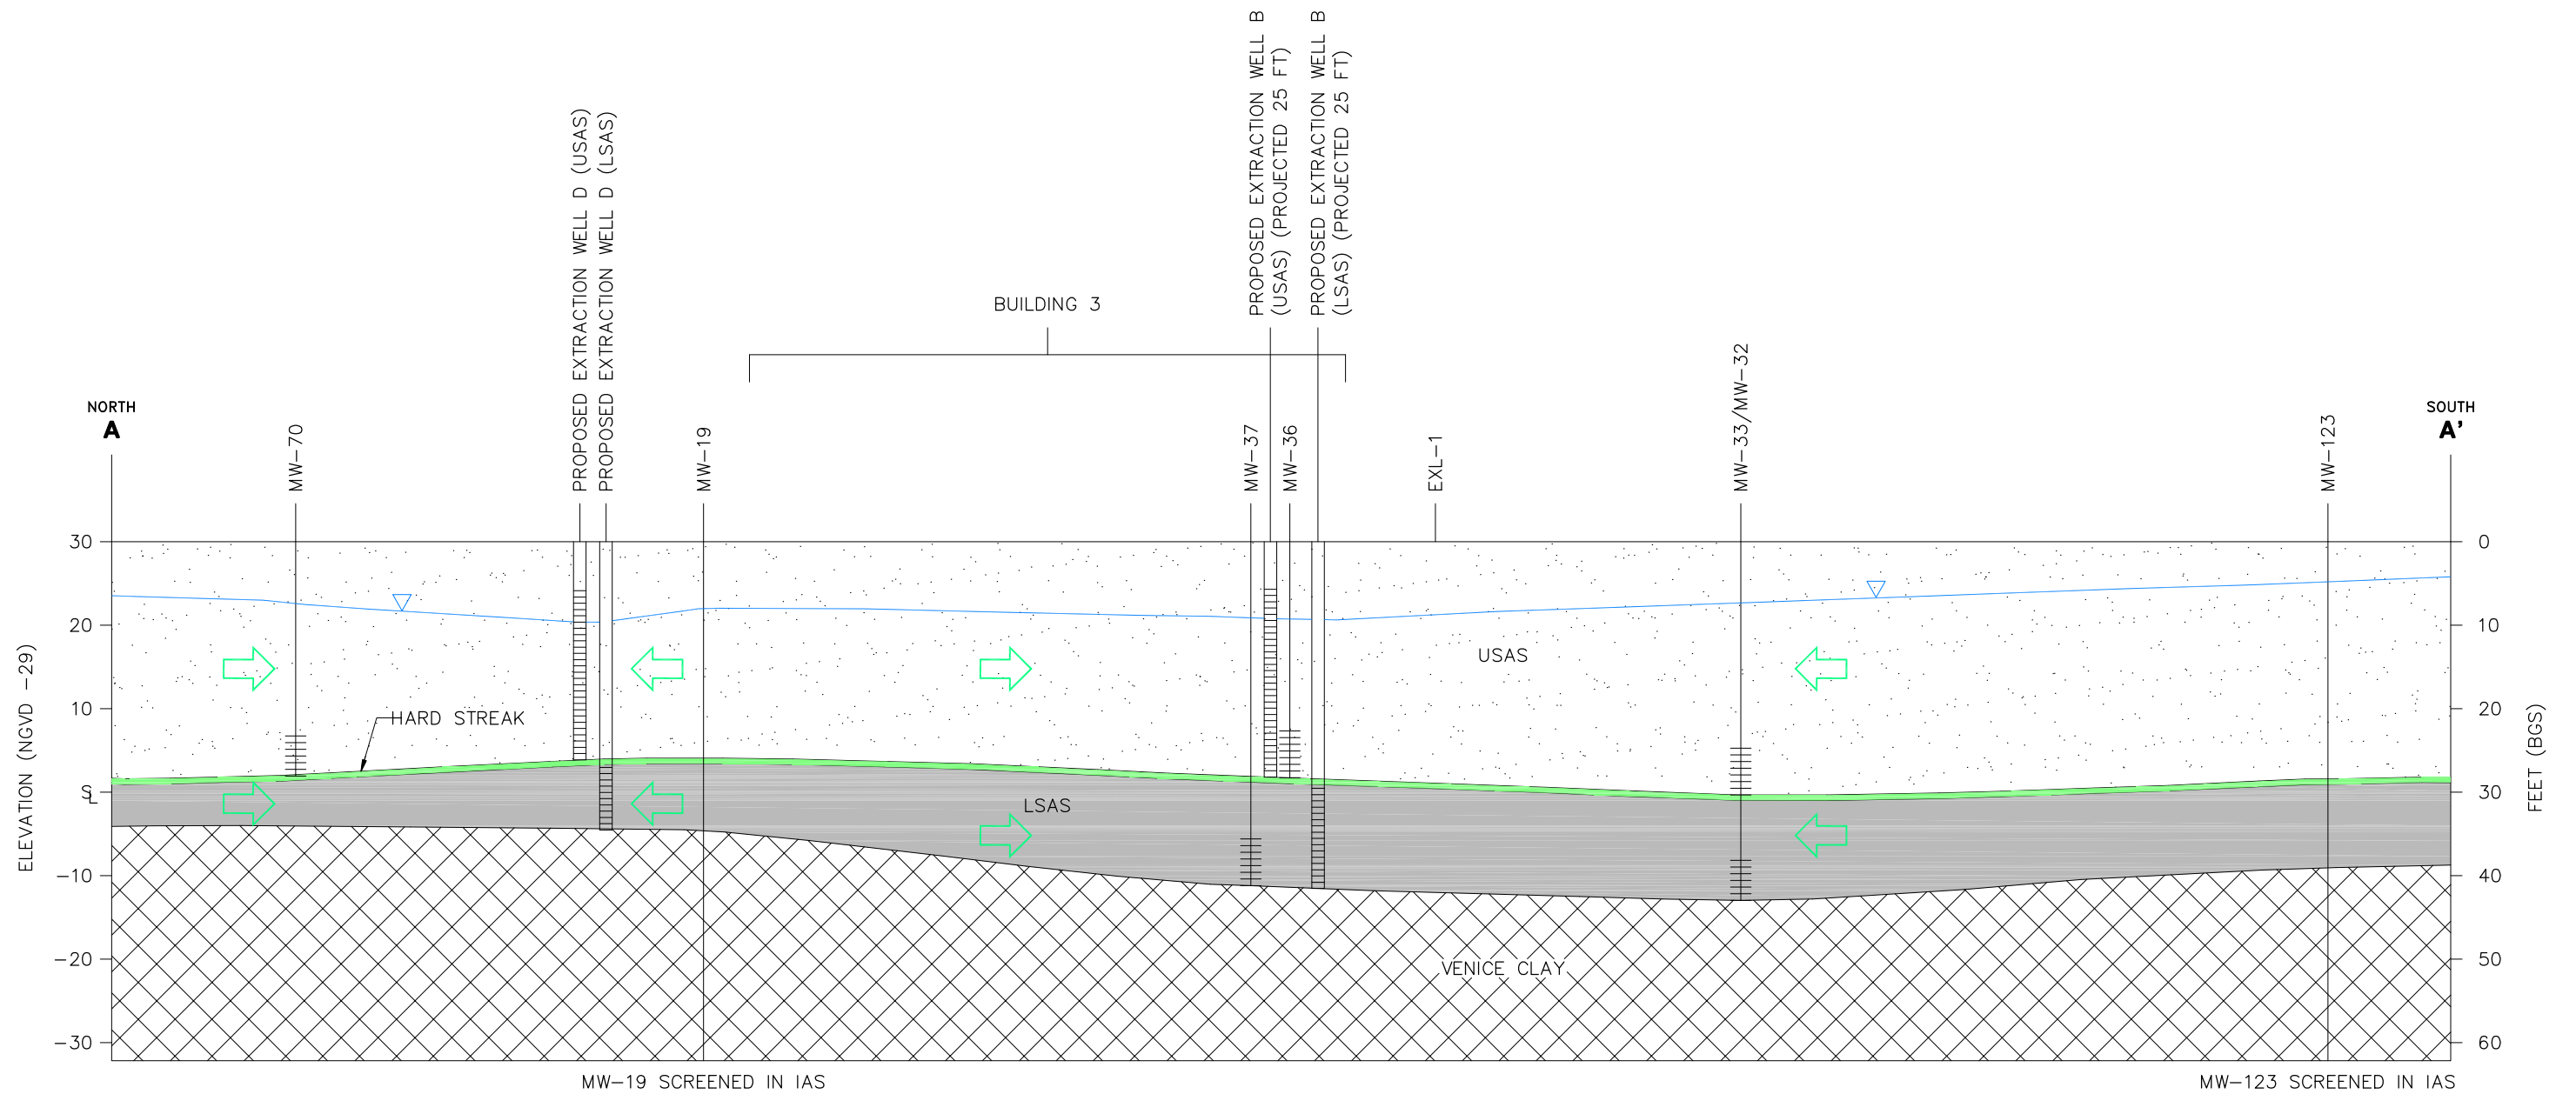 PROPOSED EXTRACTION WELL D (USAS)
PROPOSED EXTRACTION WELL D (LSAS)
PROPOSED EXTRACTION WELL B
(USAS) (PROJECTED 25 FT)
PROPOSED EXTRACTION WELL B
(LSAS) (PROJECTED 25 FT)
BUILDING 3
NORTH
A
MW-70
MW-19
MW-37
MW-36
EXL-1
MW-33/MW-32
MW-123
SOUTH
A'
30
20
10
SL
-10
-20
-30
ELEVATION (NGVD -29)
0
10
20
30
40
50
60
FEET (BGS)
USAS
HARD STREAK
LSAS
VENICE CLAY
MW-19 SCREENED IN IAS
MW-123 SCREENED IN IAS